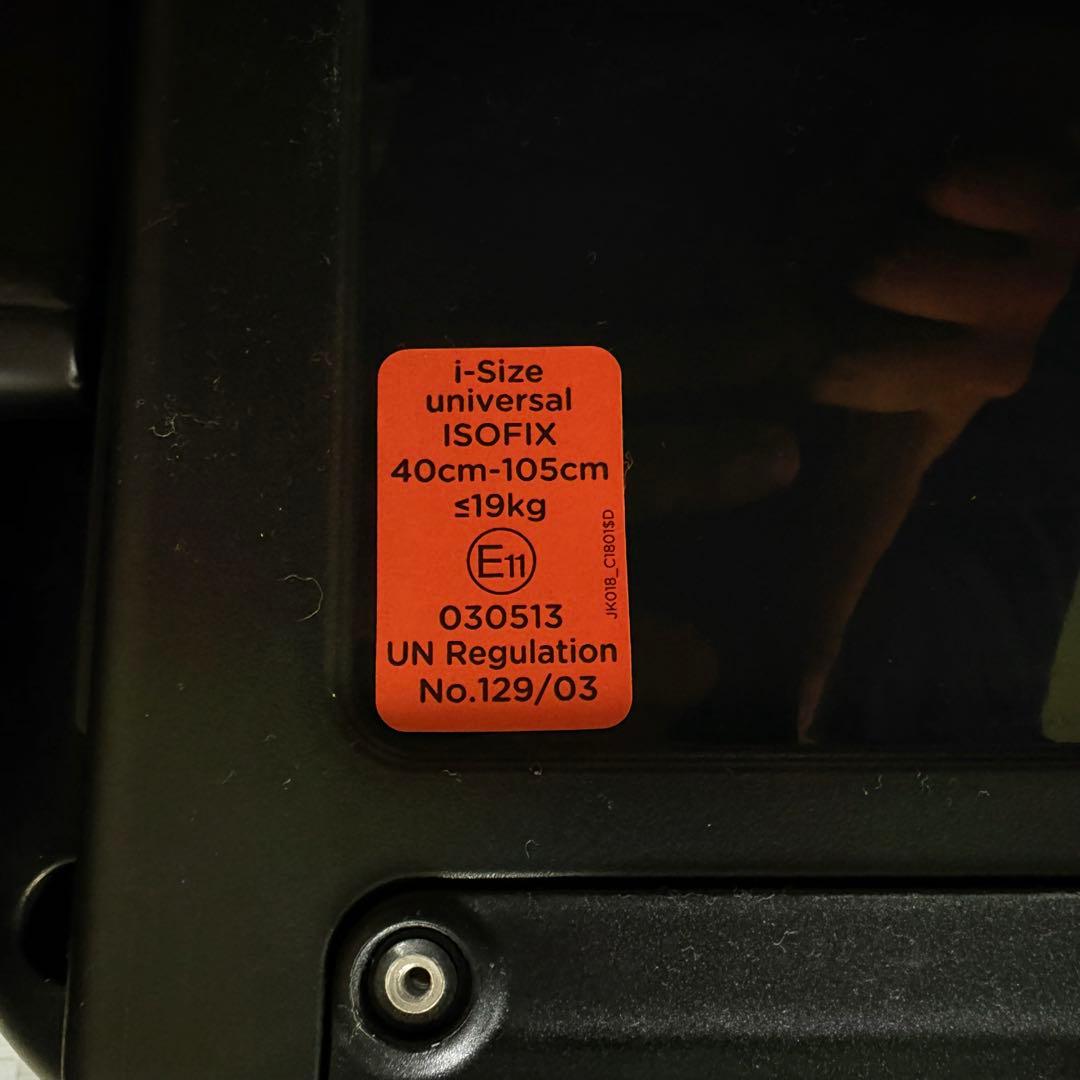 i-Size
universal
ISOFIX
40cm-105cm
≤19kg
E11
030513
UN Regulation
No.129/03
JK018_C1801$D